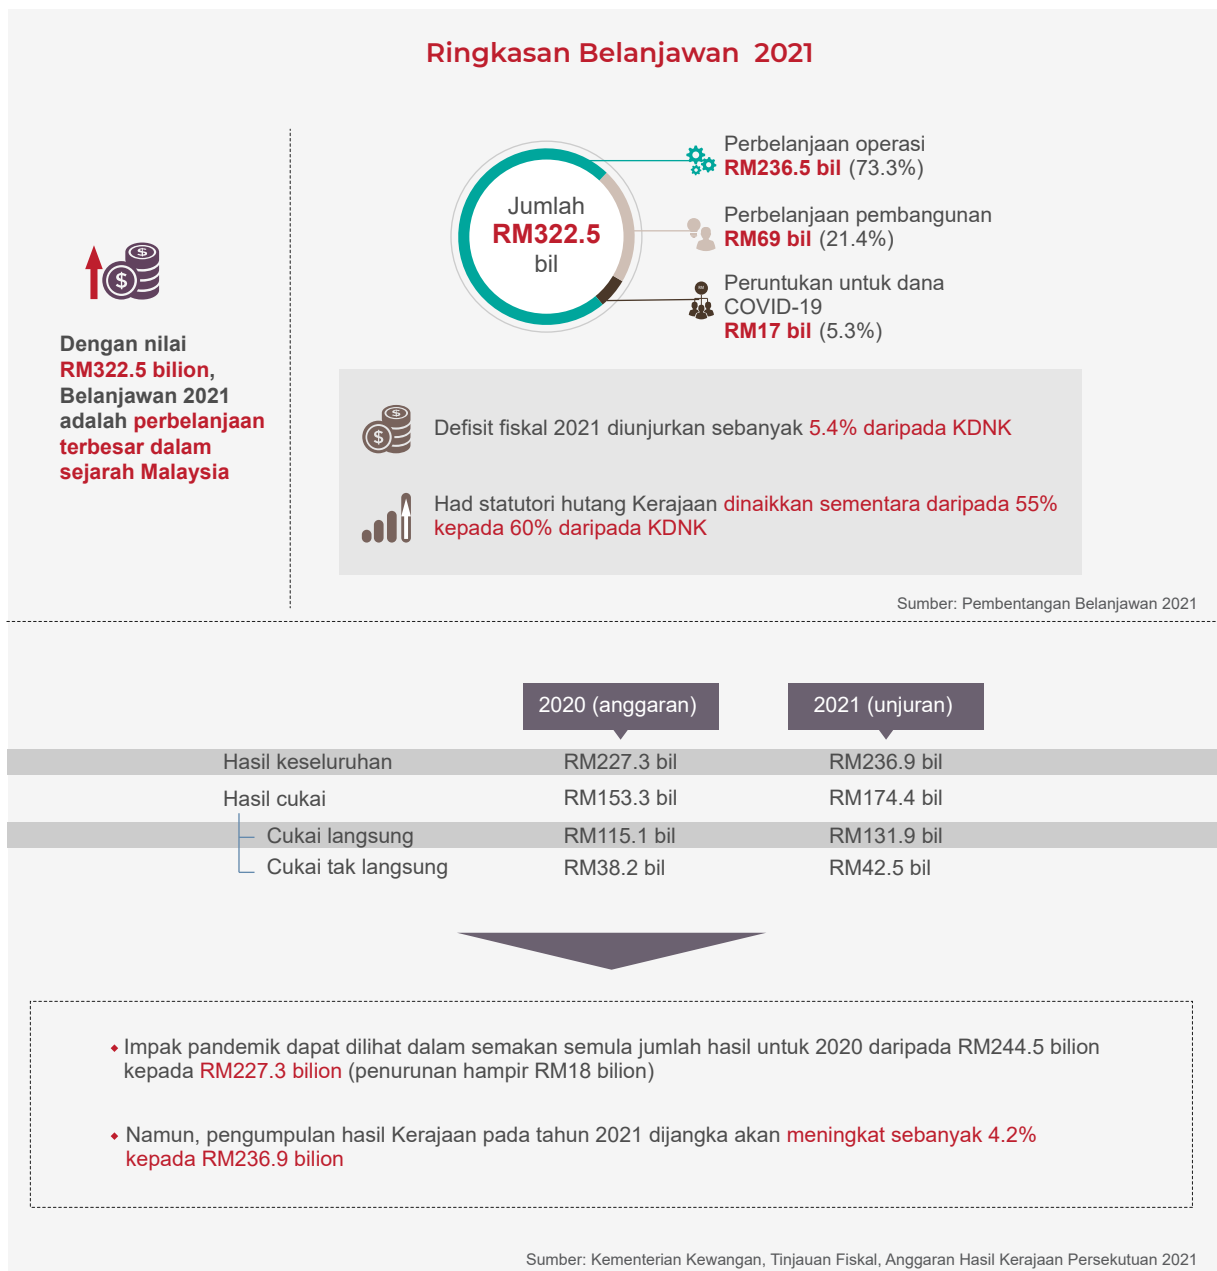 Ringkasan Belanjawan 2021
Dengan nilai
RM322.5 bilion,
Belanjawan 2021
adalah perbelanjaan
terbesar dalam
sejarah Malaysia
Jumlah
RM322.5
bil
Perbelanjaan operasi
RM236.5 bil (73.3%)
Perbelanjaan pembangunan
RM69 bil (21.4%)
Peruntukan untuk dana
COVID-19
RM17 bil (5.3%)
Defisit fiskal 2021 diunjurkan sebanyak 5.4% daripada KDNK
Had statutori hutang Kerajaan dinaikkan sementara daripada 55%
kepada 60% daripada KDNK
Sumber: Pembentangan Belanjawan 2021
2020 (anggaran) 2021 (unjuran)
Hasil keseluruhan RM227.3 bil RM236.9 bil
Hasil cukai RM153.3 bil RM174.4 bil
Cukai langsung RM115.1 bil RM131.9 bil
Cukai tak langsung RM38.2 bil RM42.5 bil
Impak pandemik dapat dilihat dalam semakan semula jumlah hasil untuk 2020 daripada RM244.5 bilion
kepada RM227.3 bilion (penurunan hampir RM18 bilion)
Namun, pengumpulan hasil Kerajaan pada tahun 2021 dijangka akan meningkat sebanyak 4.2%
kepada RM236.9 bilion
Sumber: Kementerian Kewangan, Tinjauan Fiskal, Anggaran Hasil Kerajaan Persekutuan 2021